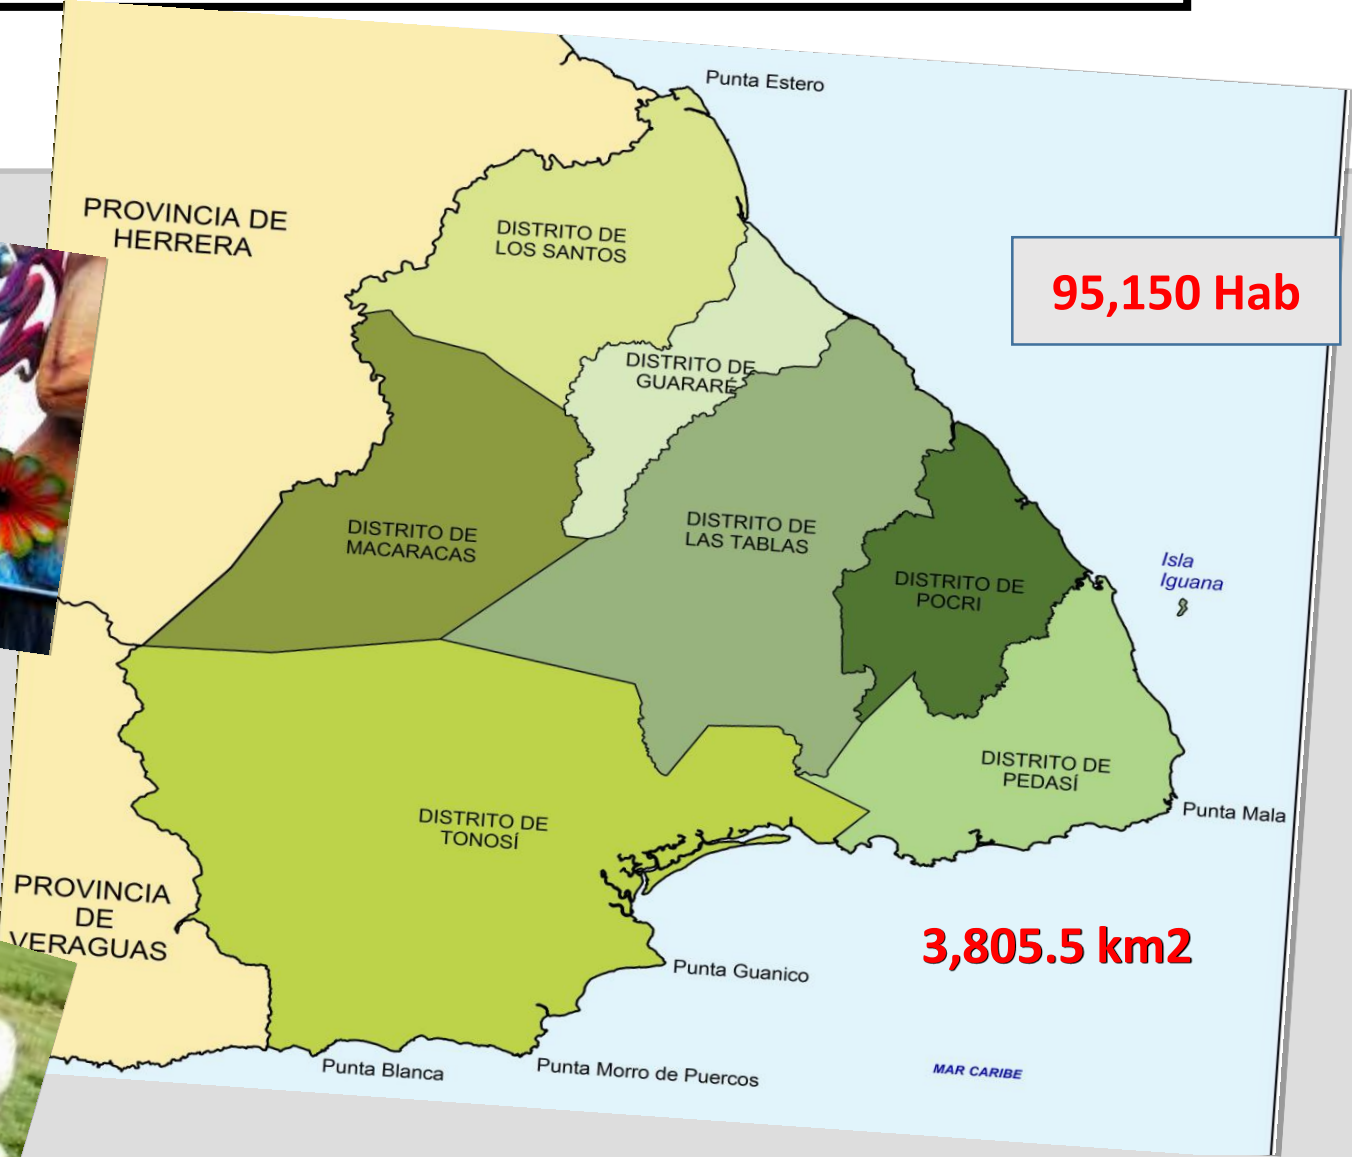 Punta Estero
PROVINCIA DE
HERRERA
DISTRITO DE
LOS SANTOS
95,150 Hab
DISTRITO DE
GUARARÉ
DISTRITO DE
MACARACAS
DISTRITO DE
LAS TABLAS
Isla
Iguana
DISTRITO DE
POCRI
DISTRITO DE
PEDASÍ
Punta Mala
DISTRITO DE
TONOSÍ
PROVINCIA
DE
VERAGUAS
3,805.5 km2
Punta Guanico
Punta Blanca
Punta Morro de Puercos
MAR CARIBE